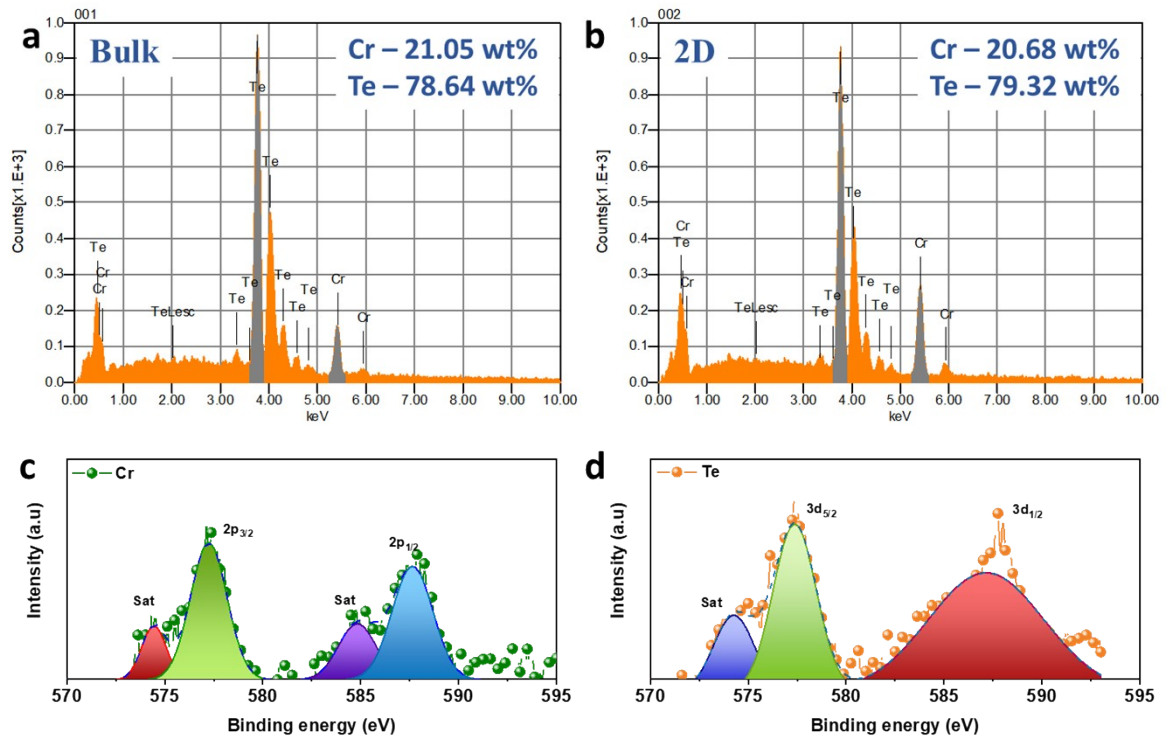 a
001
Bulk
Cr – 21.05 wt%
Te – 78.64 wt%
Counts[x1.E+3]
1.0
0.9
0.8
0.7
0.6
0.5
0.4
0.3
0.2
0.1
0.0
Te
Cr
Cr
TeLesc
Te
Te
Te
Te
Te
Te
Te
Cr
Cr
0.00 1.00 2.00 3.00 4.00 5.00 6.00 7.00 8.00 9.00 10.00
keV
b
002
2D
Cr – 20.68 wt%
Te – 79.32 wt%
Counts[x1.E+3]
1.0
0.9
0.8
0.7
0.6
0.5
0.4
0.3
0.2
0.1
0.0
Cr
Te
Cr
TeLesc
Te
Te
Te
Te
Te
Te
Te
Cr
Cr
0.00 1.00 2.00 3.00 4.00 5.00 6.00 7.00 8.00 9.00 10.00
keV
c
Cr
Intensity (a.u)
Sat
2p3/2
Sat
2p1/2
570 575 580 585 590 595
Binding energy (eV)
d
Te
Intensity (a.u)
Sat
3d5/2
3d1/2
570 575 580 585 590 595
Binding energy (eV)